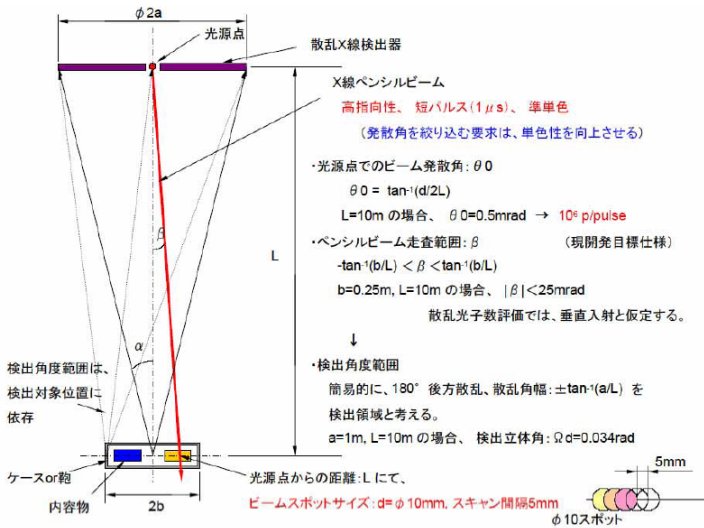 φ2a
光源点
散乱X線検出器
X線ペンシルビーム
高指向性、 短パルス(1μs)、 準単色
(発散角を絞り込む要求は、単色性を向上させる)
・光源点でのビーム発散角:θ0
θ0 = tan-¹(d/2L)
L=10m の場合、 θ0=0.5mrad → 10⁶ p/pulse
・ペンシルビーム走査範囲:β (現開発目標仕様)
-tan-¹(b/L) < β < tan-¹(b/L)
b=0.25m, L=10m の場合、 |β|<25mrad
散乱光子数評価では、垂直入射と仮定する。
↓
・検出角度範囲
簡易的に、180° 後方散乱、散乱角幅:±tan-¹(a/L) を
検出領域と考える。
a=1m, L=10m の場合、 検出立体角:Ωd=0.034rad
β
L
α
検出角度範囲は、
検出対象位置に
依存
ケースor鞄
内容物
2b
光源点からの距離:L にて、
ビームスポットサイズ:d=φ10mm, スキャン間隔5mm
5mm
φ10スポット